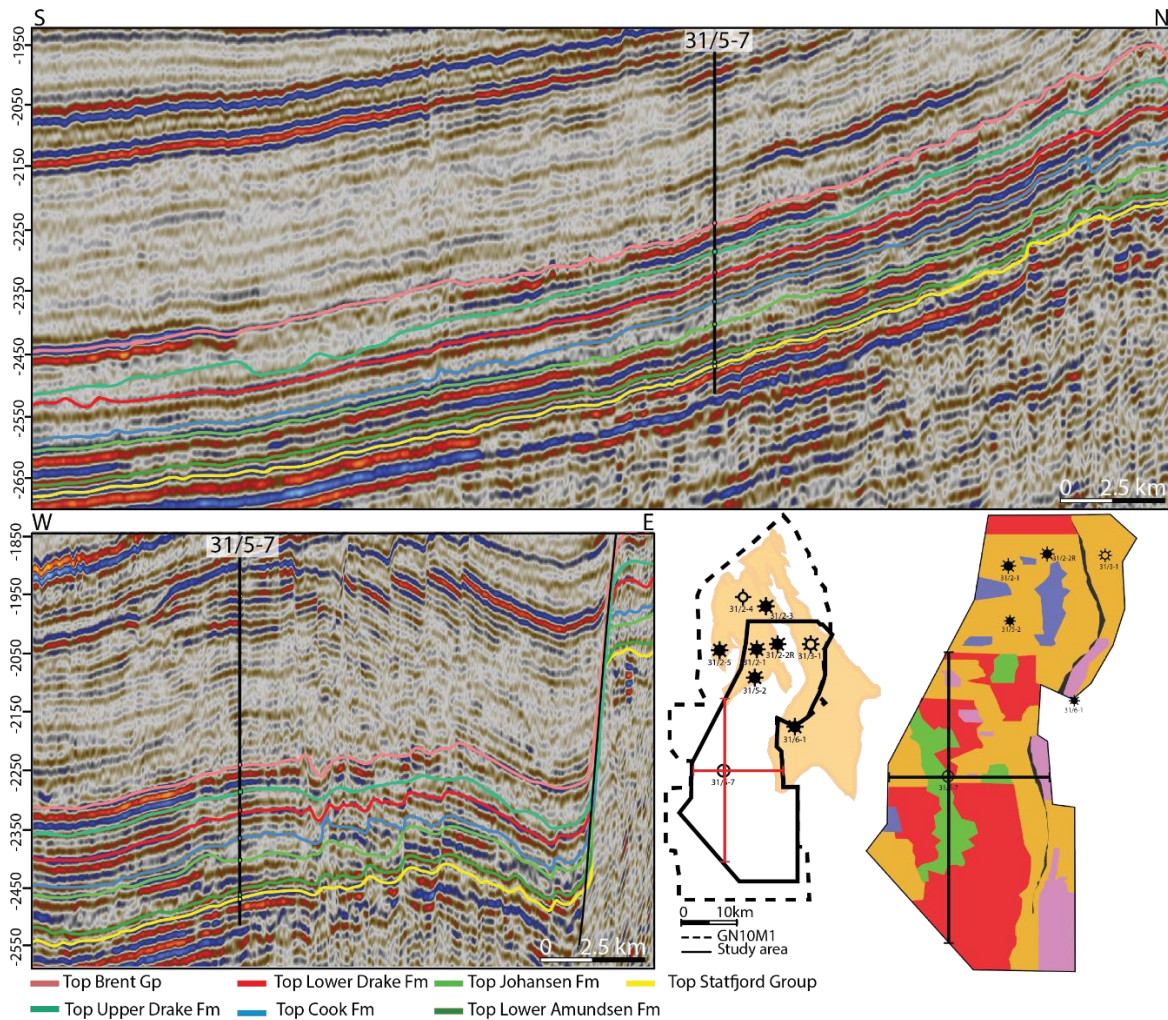 S
N
31/5-7
-1950
-2050
-2150
-2250
-2350
-2450
-2550
-2650
0 2.5 km
W
E
31/5-7
-1850
-1950
-2050
-2150
-2250
-2350
-2450
-2550
0 2.5 km
31/2-4
31/2-3
31/2-5
31/2-1
31/2-2R
31/3-1
31/5-2
31/6-1
31/5-7
0 10km
GN10M1
Study area
31/2-1
31/2-2R
31/3-1
31/5-2
31/6-1
31/5-7
Top Brent Gp Top Lower Drake Fm Top Johansen Fm Top Statfjord Group
Top Upper Drake Fm Top Cook Fm Top Lower Amundsen Fm